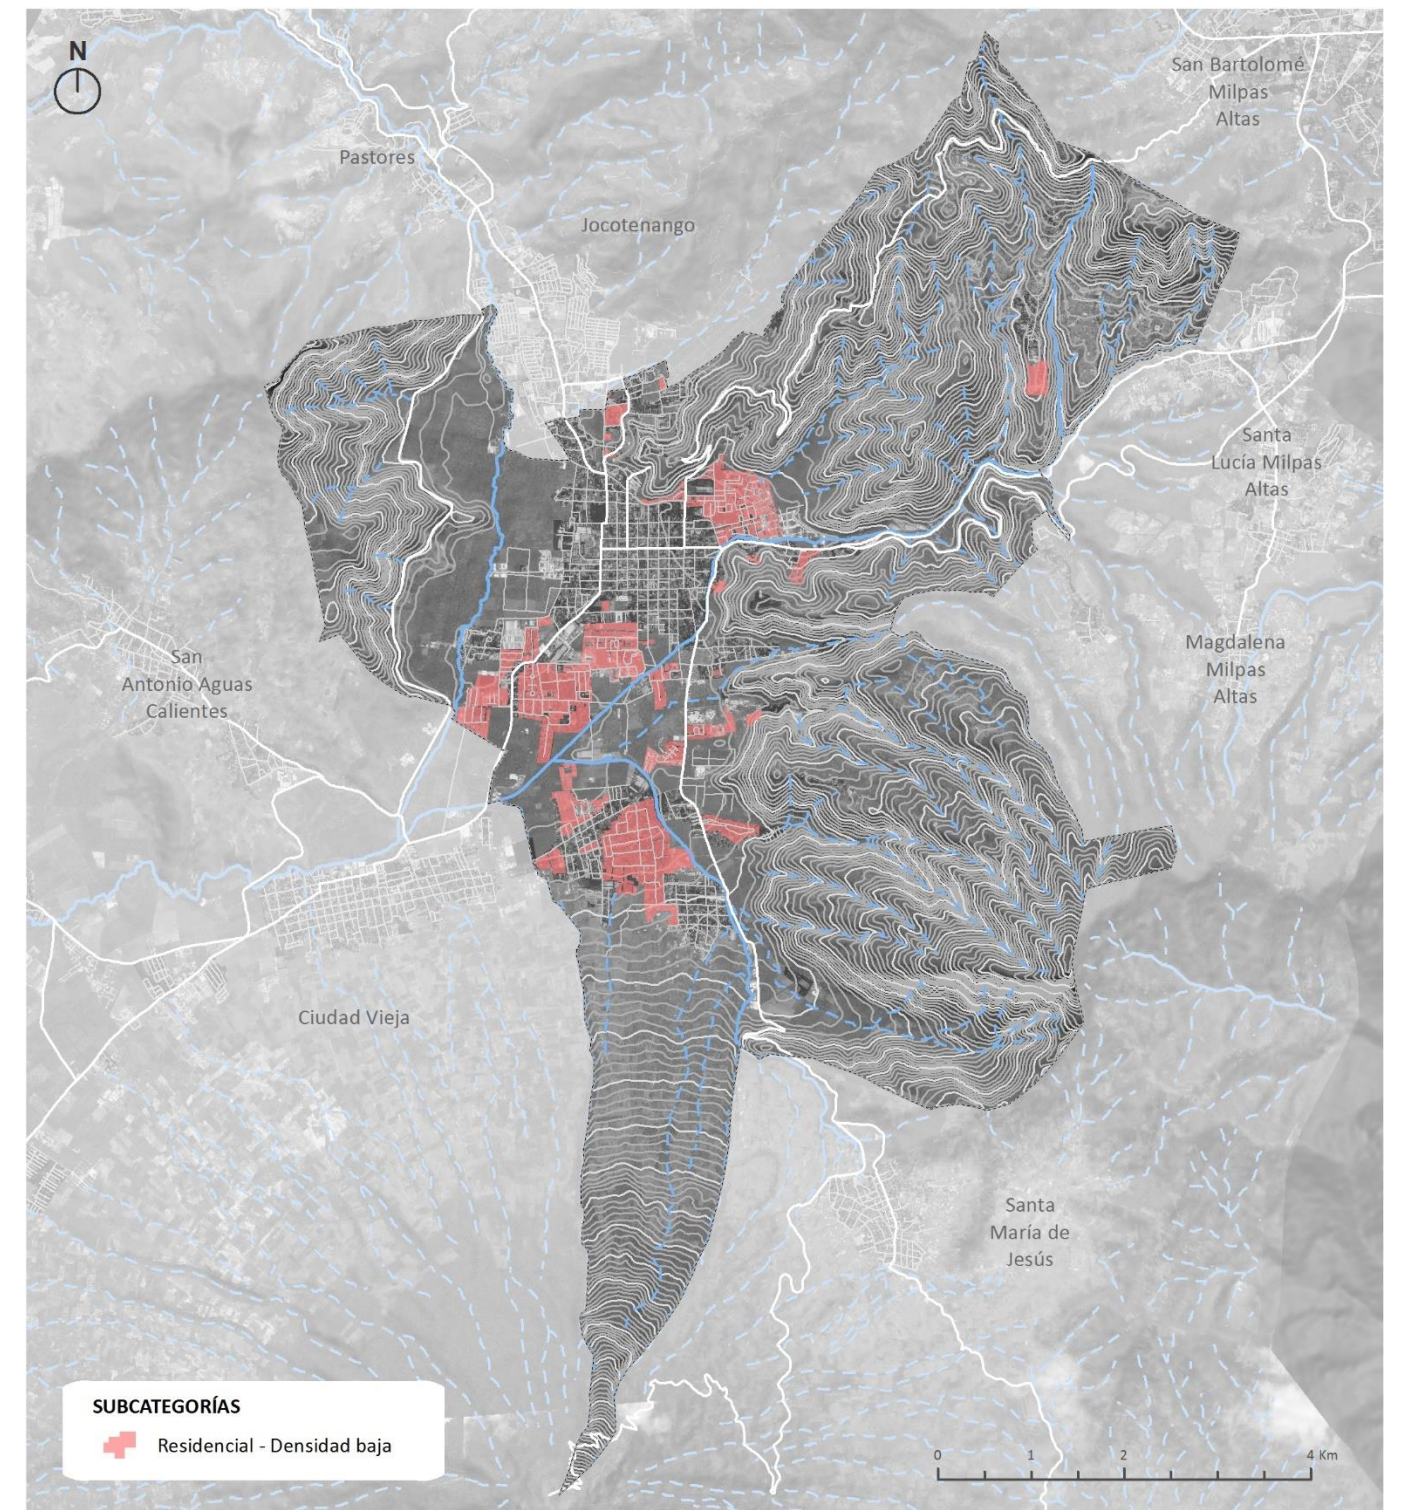 N
San Bartolomé
Milpas
Altas
Pastores
Jocotenango
Santa
Lucía Milpas
Altas
San
Antonio Aguas
Calientes
Magdalena
Milpas
Altas
Ciudad Vieja
Santa
María de
Jesús
SUBCATEGORÍAS
Residencial - Densidad baja
0 1 2 4 Km